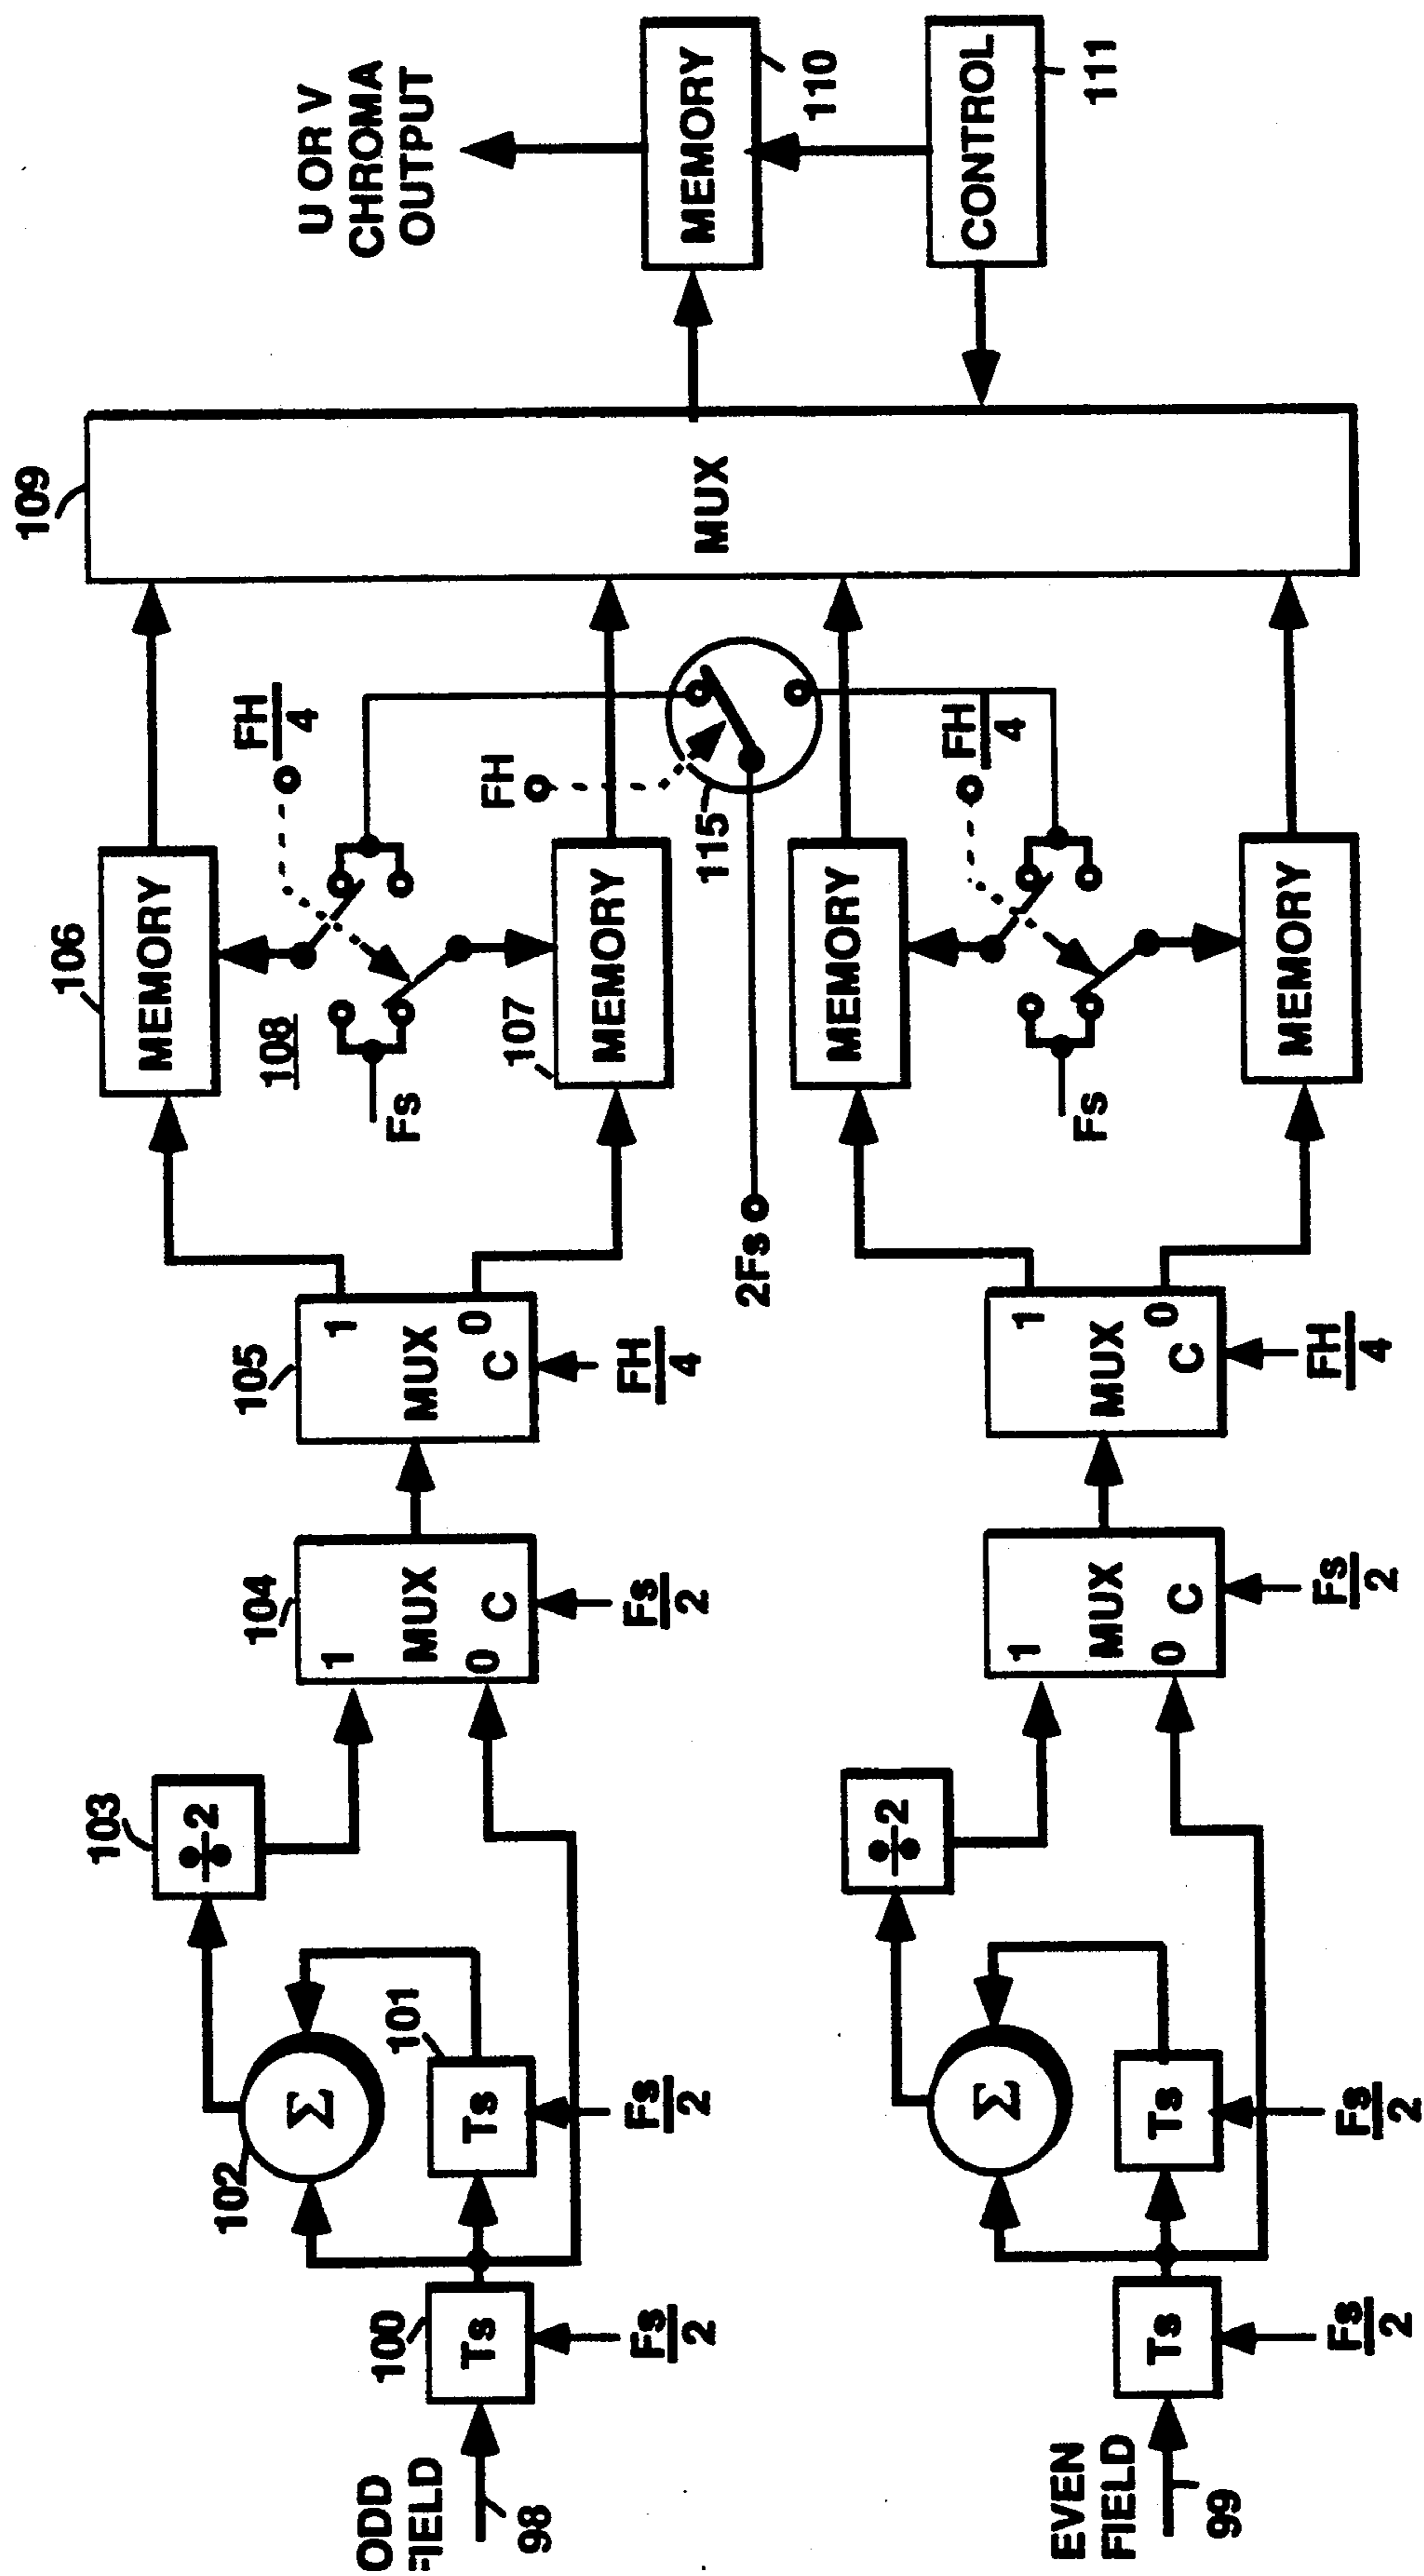 ODD
FIELD
98
100
Ts
Fs
2
101
Ts
Fs
2
102
Σ
103
÷2
104
1
MUX
0
C
Fs
2
105
1
MUX
0
C
FH
4
106
MEMORY
108
Fs
FH
4
107
MEMORY
FH
115
2Fs
109
MUX
U OR V
CHROMA
OUTPUT
MEMORY
110
CONTROL
111
EVEN
FIELD
99
Ts
Fs
2
Ts
Fs
2
Σ
÷2
1
MUX
0
C
Fs
2
1
MUX
0
C
FH
4
MEMORY
Fs
FH
4
MEMORY